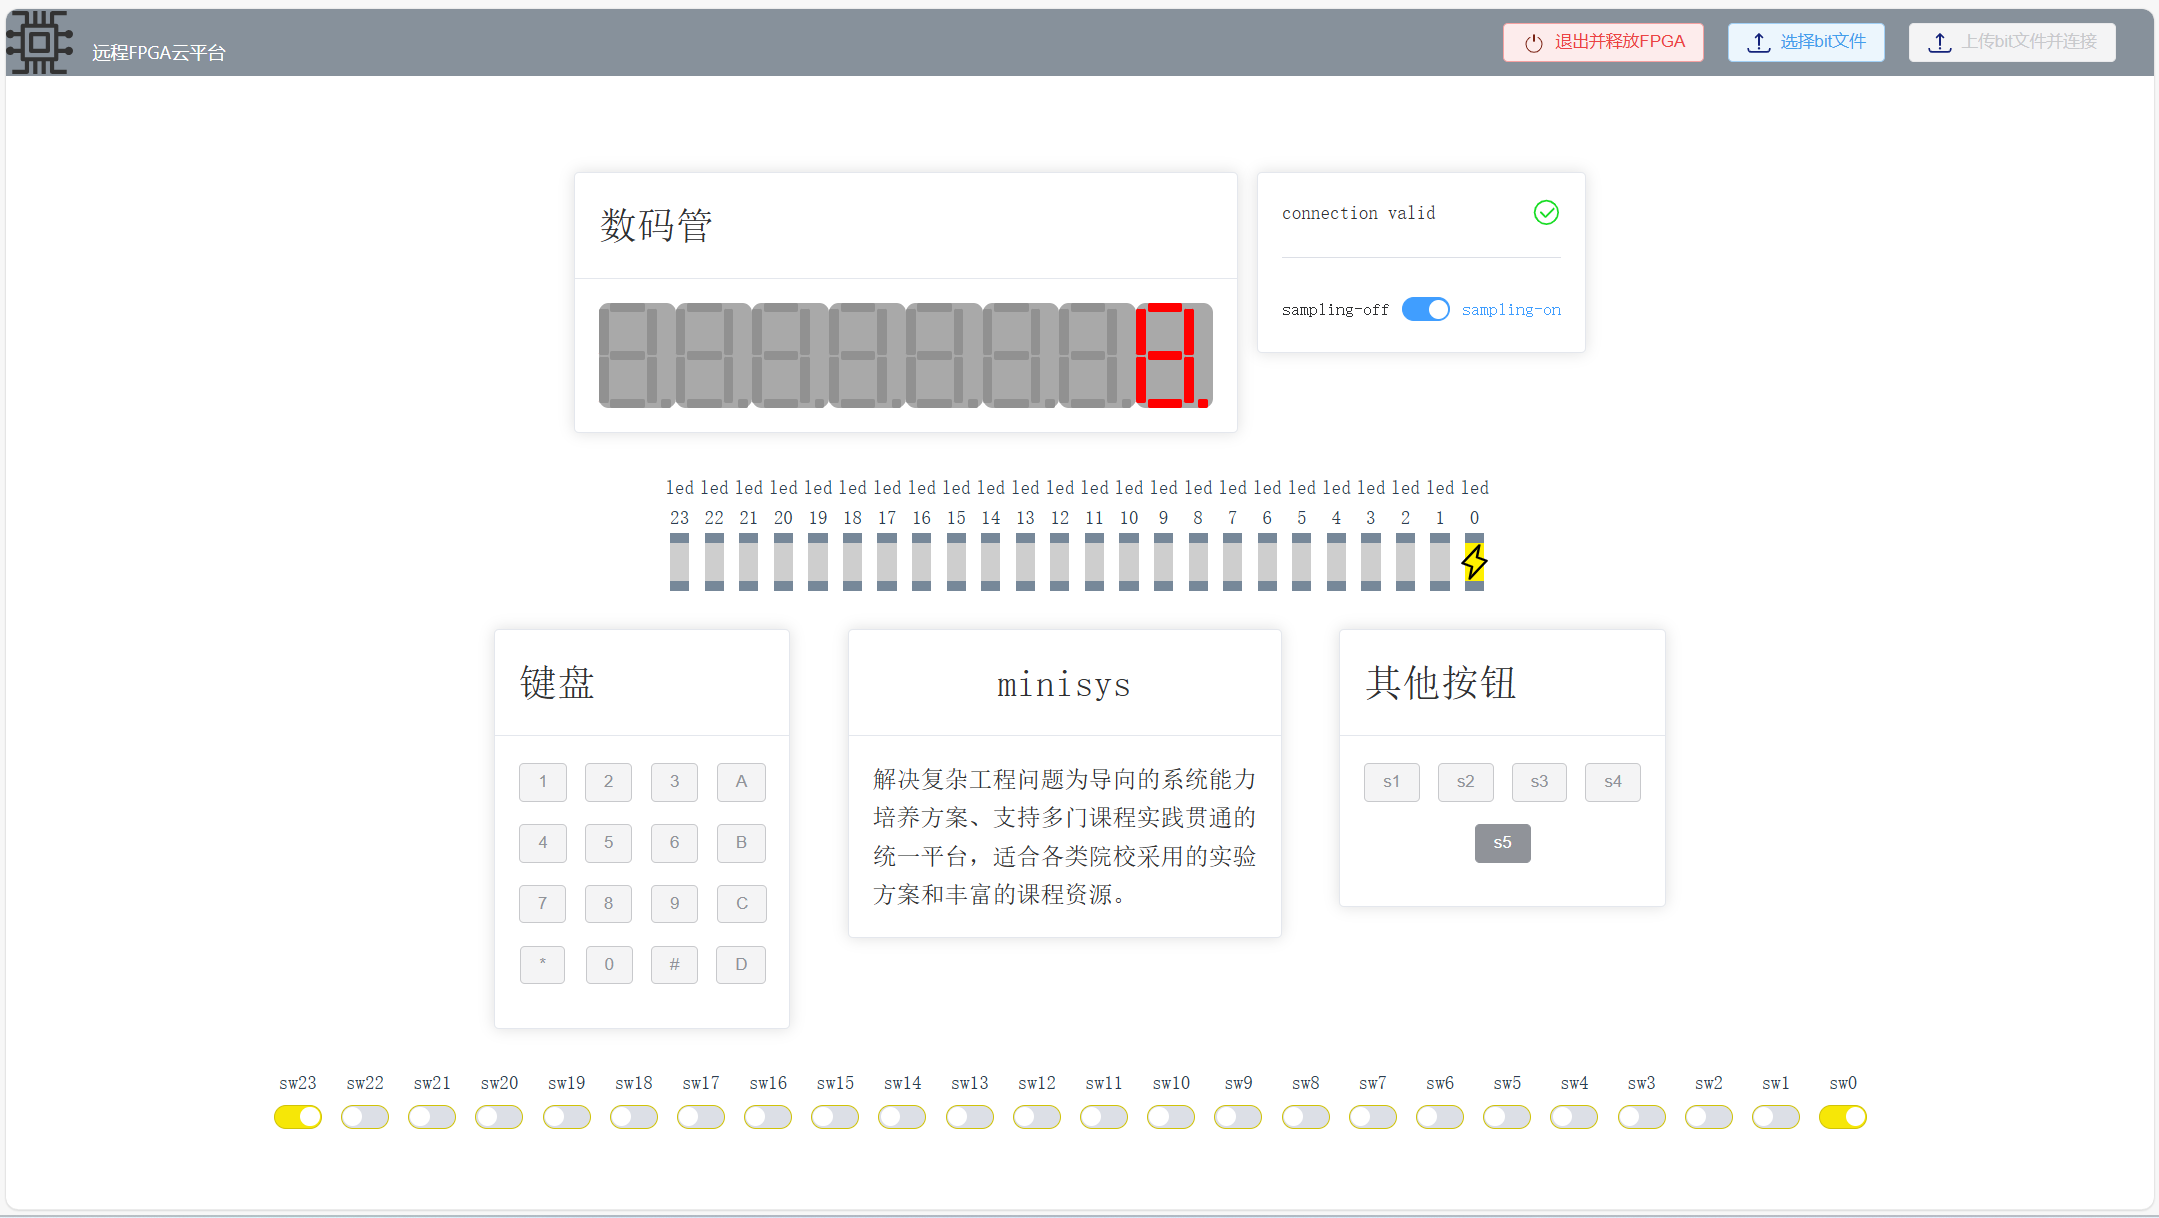 远程FPGA云平台
退出并释放FPGA 选择bit文件 上传bit文件并连接
数码管
connection valid
sampling-off sampling-on
8.
led led led led led led led led led led led led led led led led led led led led led led led led
23 22 21 20 19 18 17 16 15 14 13 12 11 10 9 8 7 6 5 4 3 2 1 0
键盘
1 2 3 A
4 5 6 B
7 8 9 C
* 0 # D
minisys
解决复杂工程问题为导向的系统能力
培养方案、支持多门课程实践贯通的
统一平台，适合各类院校采用的实验
方案和丰富的课程资源。
其他按钮
s1 s2 s3 s4
s5
sw23 sw22 sw21 sw20 sw19 sw18 sw17 sw16 sw15 sw14 sw13 sw12 sw11 sw10 sw9 sw8 sw7 sw6 sw5 sw4 sw3 sw2 sw1 sw0